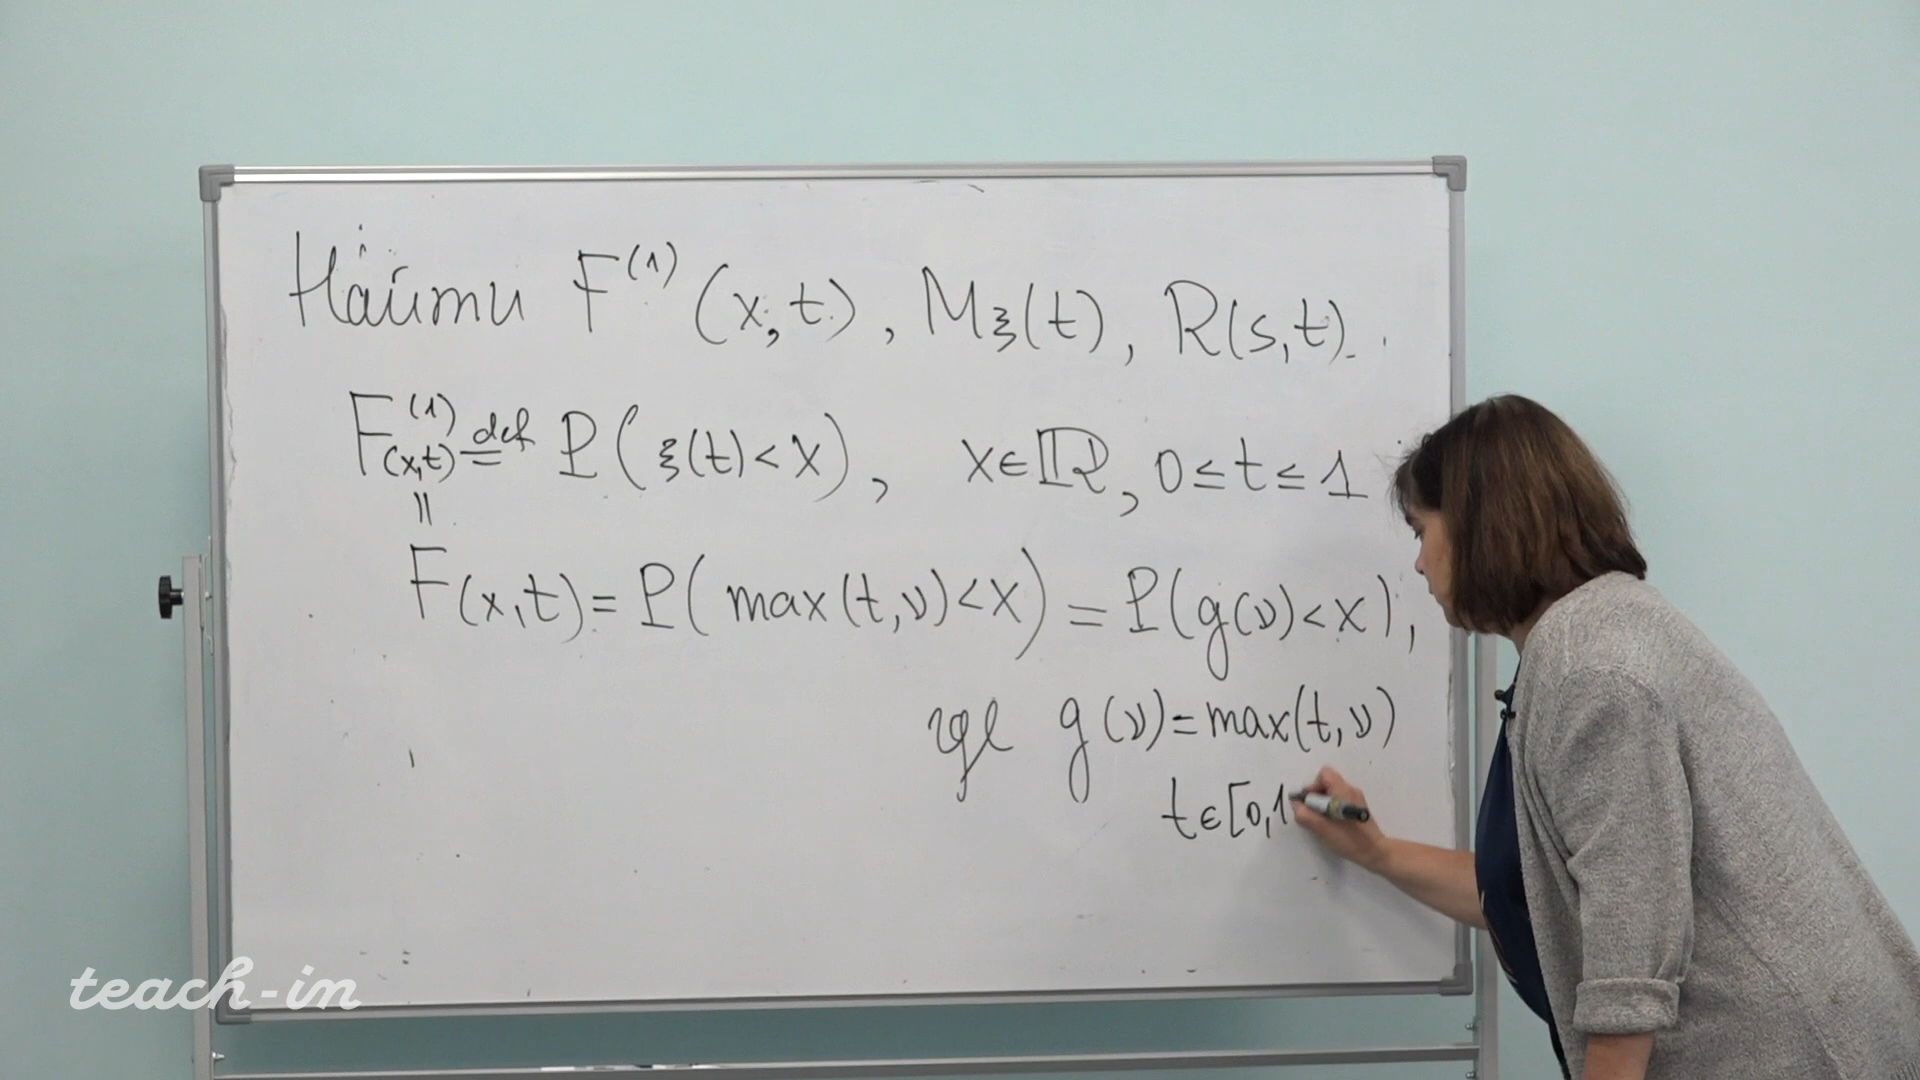 Найти F⁽¹⁾(x,t), Mξ(t), R(s,t).
F⁽¹⁾(x,t) def= P(ξ(t)<x), x∈ℝ, 0≤t≤1
||
F(x,t)=P(max(t,ν)<x)=P(g(ν)<x),
где g(ν)=max(t,ν)
t∈[0,1
teach-in